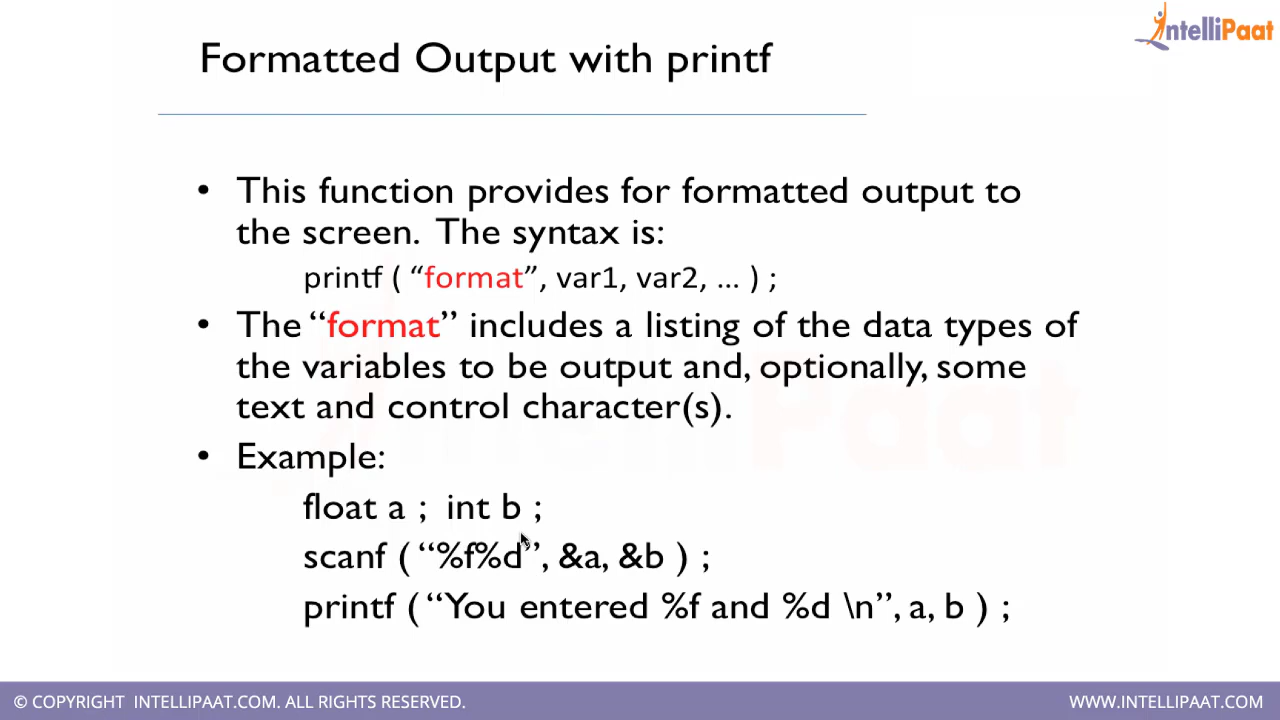 IntelliPaat
Formatted Output with printf
• This function provides for formatted output to
the screen. The syntax is:
printf ( “format”, var1, var2, … ) ;
• The “format” includes a listing of the data types of
the variables to be output and, optionally, some
text and control character(s).
• Example:
float a ; int b ;
scanf ( “%f%d”, &a, &b ) ;
printf ( “You entered %f and %d \n”, a, b ) ;
© COPYRIGHT INTELLIPAAT.COM. ALL RIGHTS RESERVED.
WWW.INTELLIPAAT.COM